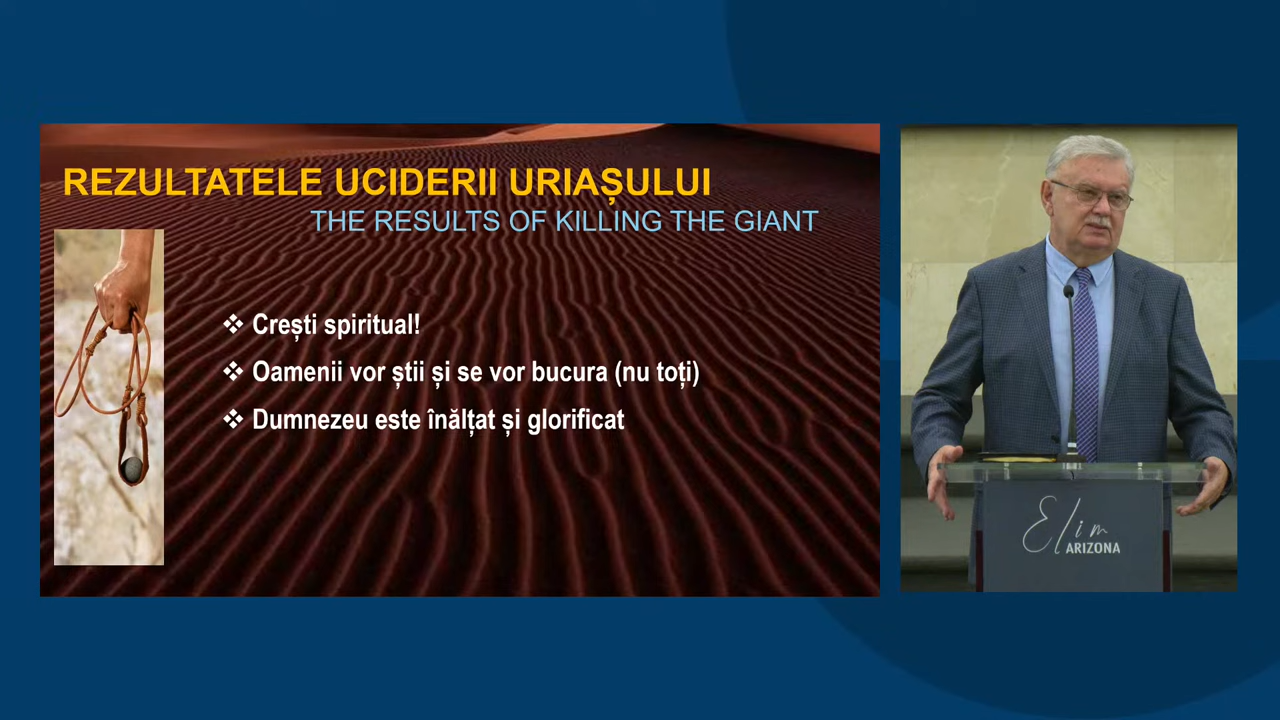 REZULTATELE UCIDERII URIAȘULUI
THE RESULTS OF KILLING THE GIANT
❖ Crești spiritual!
❖ Oamenii vor știi și se vor bucura (nu toți)
❖ Dumnezeu este înălțat și glorificat
Elim
ARIZONA